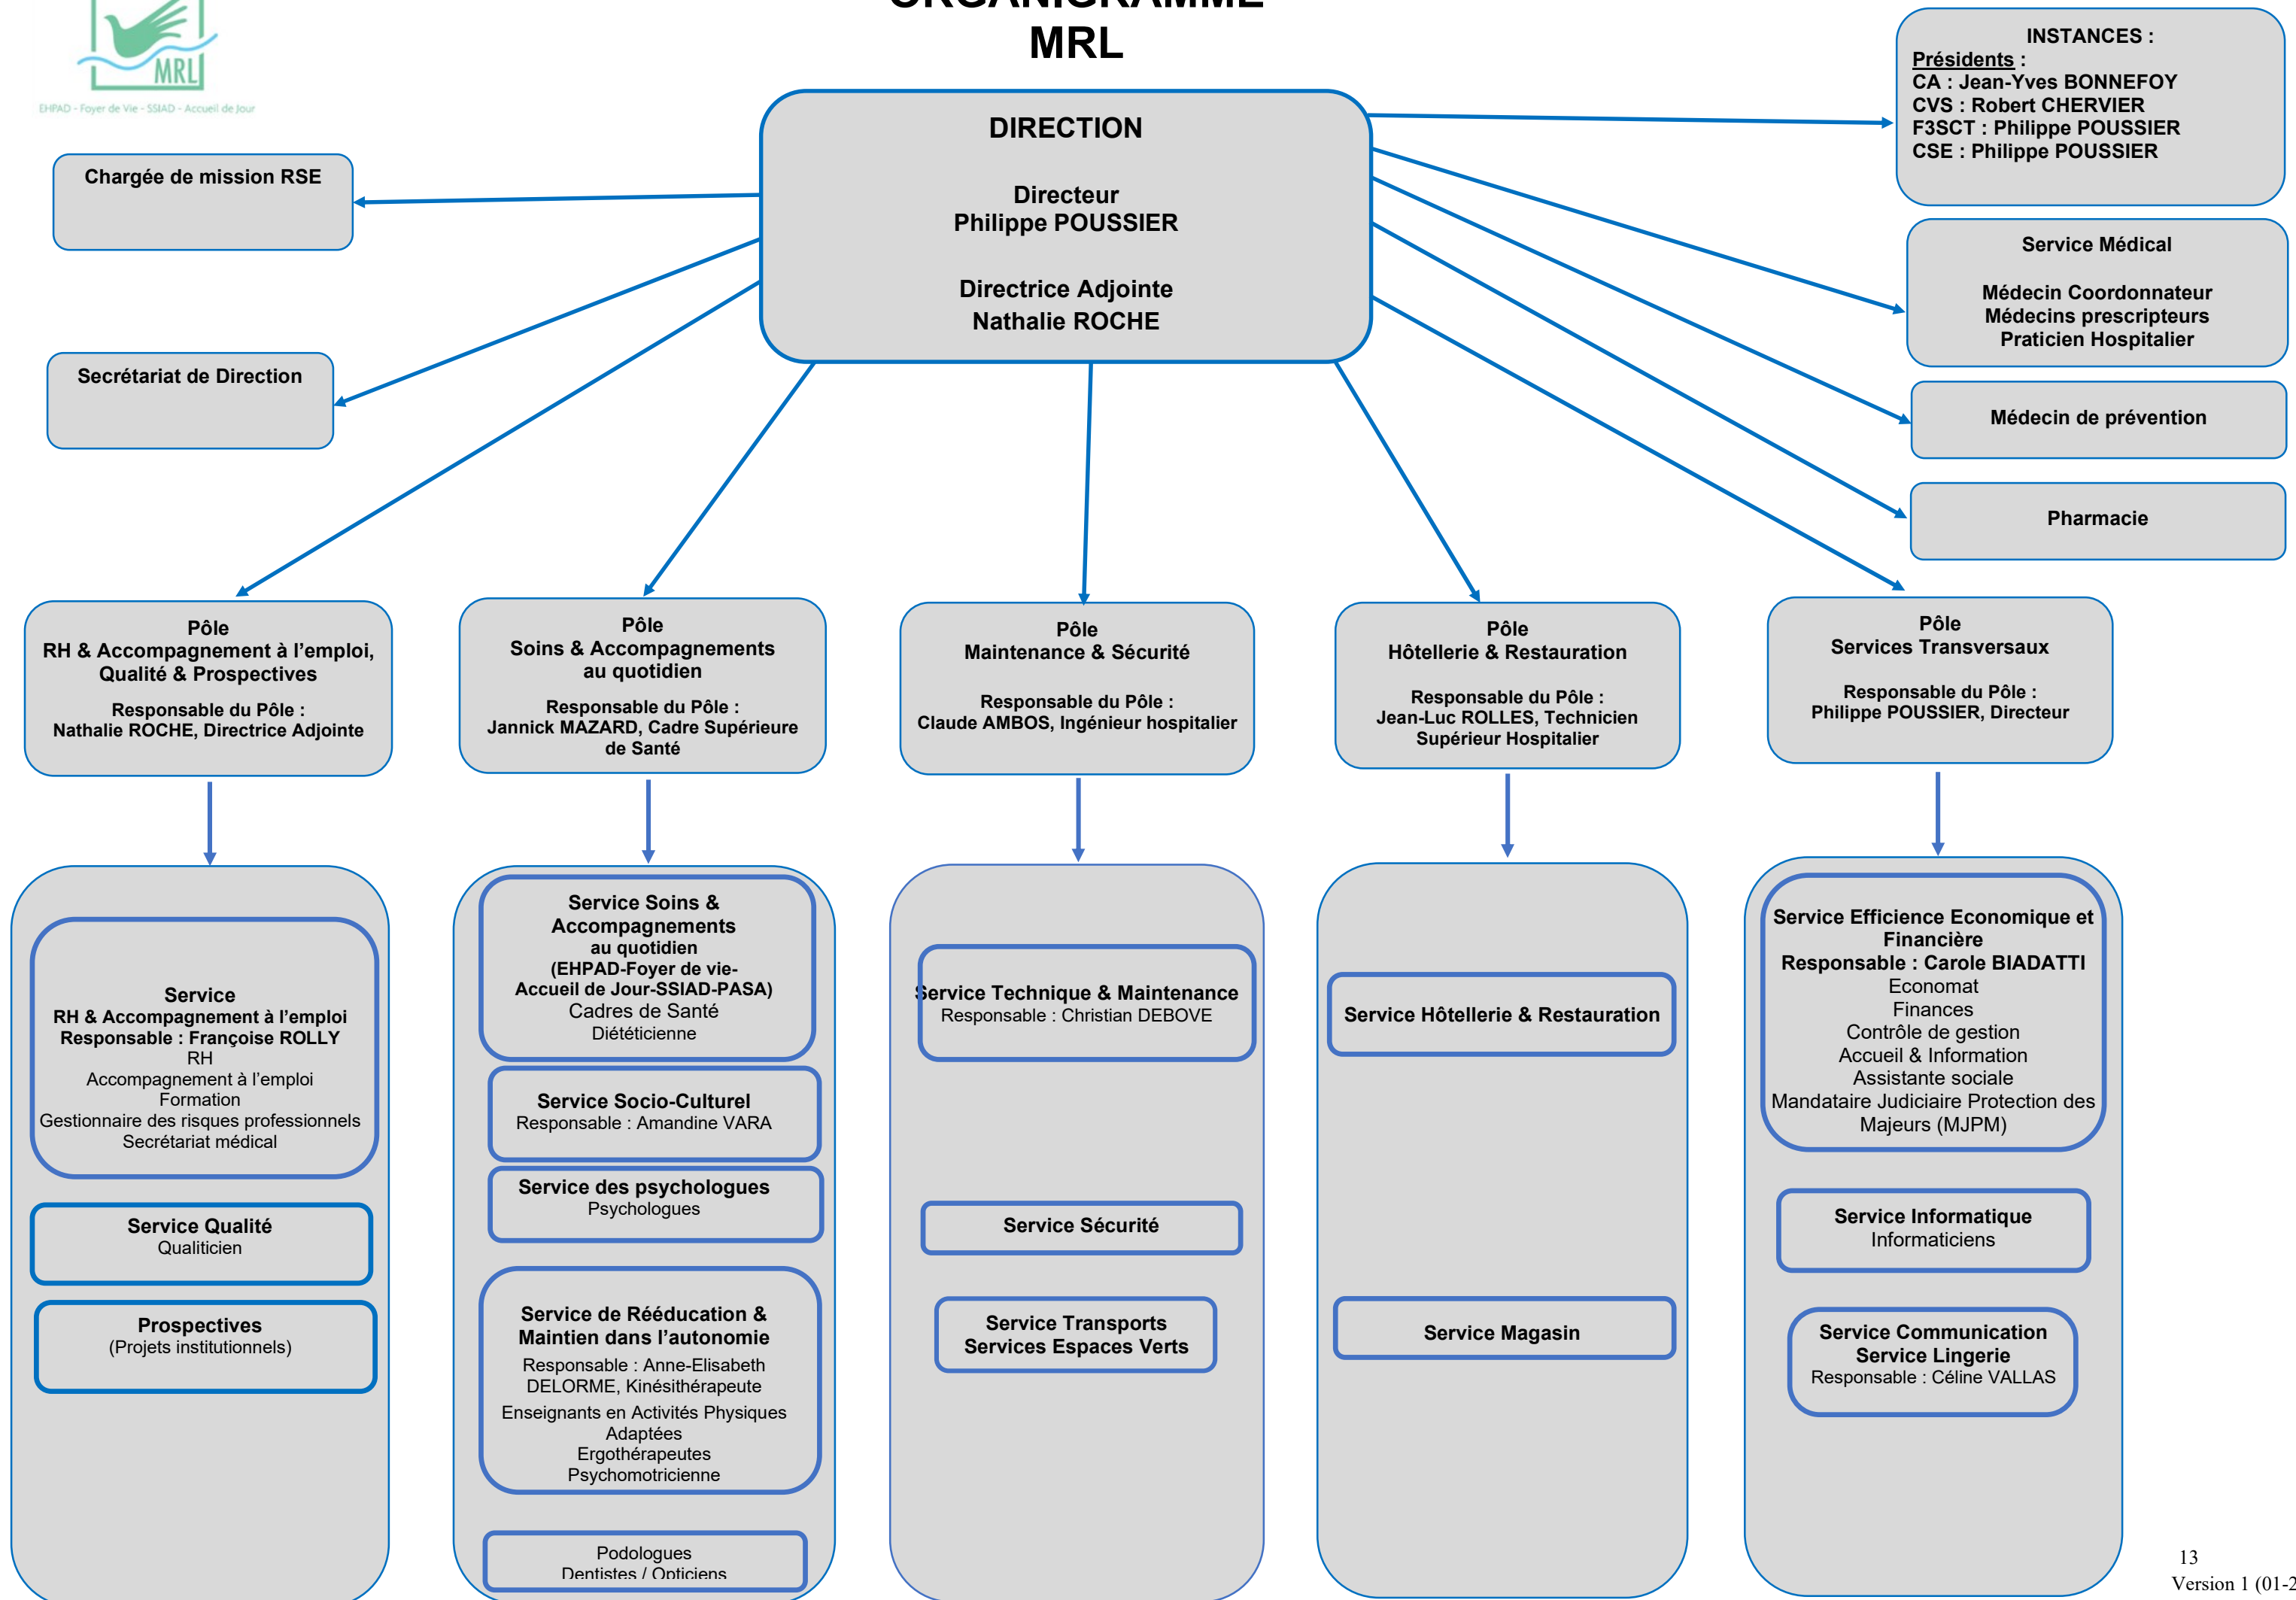 ORGANIGRAMME
MRL
MRL
EHPAD - Foyer de Vie - SSIAD - Accueil de Jour
INSTANCES :
Présidents :
CA : Jean-Yves BONNEFOY
CVS : Robert CHERVIER
F3SCT : Philippe POUSSIER
CSE : Philippe POUSSIER
DIRECTION
Directeur
Philippe POUSSIER
Directrice Adjointe
Nathalie ROCHE
Chargée de mission RSE
Secrétariat de Direction
Service Médical
Médecin Coordonnateur
Médecins prescripteurs
Praticien Hospitalier
Médecin de prévention
Pharmacie
Pôle
RH & Accompagnement à l’emploi,
Qualité & Prospectives
Responsable du Pôle :
Nathalie ROCHE, Directrice Adjointe
Pôle
Soins & Accompagnements
au quotidien
Responsable du Pôle :
Jannick MAZARD, Cadre Supérieure
de Santé
Pôle
Maintenance & Sécurité
Responsable du Pôle :
Claude AMBOS, Ingénieur hospitalier
Pôle
Hôtellerie & Restauration
Responsable du Pôle :
Jean-Luc ROLLES, Technicien
Supérieur Hospitalier
Pôle
Services Transversaux
Responsable du Pôle :
Philippe POUSSIER, Directeur
Service
RH & Accompagnement à l’emploi
Responsable : Françoise ROLLY
RH
Accompagnement à l’emploi
Formation
Gestionnaire des risques professionnels
Secrétariat médical
Service Qualité
Qualiticien
Prospectives
(Projets institutionnels)
Service Soins &
Accompagnements
au quotidien
(EHPAD-Foyer de vie-
Accueil de Jour-SSIAD-PASA)
Cadres de Santé
Diététicienne
Service Socio-Culturel
Responsable : Amandine VARA
Service des psychologues
Psychologues
Service de Rééducation &
Maintien dans l’autonomie
Responsable : Anne-Elisabeth
DELORME, Kinésithérapeute
Enseignants en Activités Physiques
Adaptées
Ergothérapeutes
Psychomotricienne
Podologues
Dentistes / Opticiens
Service Technique & Maintenance
Responsable : Christian DEBOVE
Service Sécurité
Service Transports
Services Espaces Verts
Service Hôtellerie & Restauration
Service Magasin
Service Efficience Economique et
Financière
Responsable : Carole BIADATTI
Economat
Finances
Contrôle de gestion
Accueil & Information
Assistante sociale
Mandataire Judiciaire Protection des
Majeurs (MJPM)
Service Informatique
Informaticiens
Service Communication
Service Lingerie
Responsable : Céline VALLAS
13
Version 1 (01-2